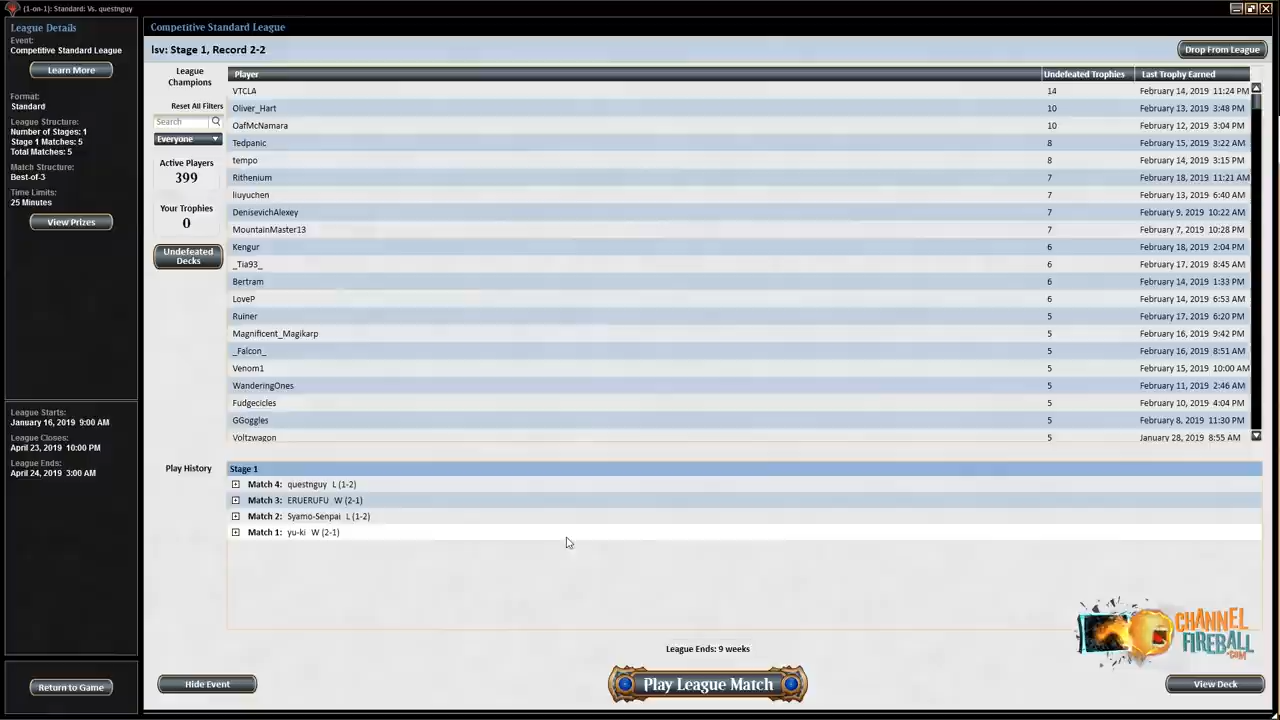 (1-on-1): Standard: Vs. questnguy
League Details
Event:
Competitive Standard League
Learn More
Format:
Standard
League Structure:
Number of Stages: 1
Stage 1 Matches: 5
Total Matches: 5
Match Structure:
Best-of-3
Time Limits:
25 Minutes
View Prizes
League Starts:
January 16, 2019 9:00 AM
League Closes:
April 23, 2019 10:00 PM
League Ends:
April 24, 2019 3:00 AM
Return to Game
Competitive Standard League
lsv: Stage 1, Record 2-2
Drop From League
League
Champions
Reset All Filters
Search
Everyone
Active Players
399
Your Trophies
0
Undefeated
Decks
Player Undefeated Trophies Last Trophy Earned
VTCLA 14 February 14, 2019 11:24 PM
Oliver_Hart 10 February 13, 2019 3:48 PM
OafMcNamara 10 February 12, 2019 3:04 PM
Tedpanic 8 February 15, 2019 3:22 AM
tempo 8 February 14, 2019 3:15 PM
Rithenium 7 February 18, 2019 11:21 AM
liuyuchen 7 February 13, 2019 6:40 AM
DenisevichAlexey 7 February 9, 2019 10:22 AM
MountainMaster13 7 February 7, 2019 10:28 PM
Kengur 6 February 18, 2019 2:04 PM
_Tia93_ 6 February 17, 2019 8:45 AM
Bertram 6 February 14, 2019 1:33 PM
LoveP 6 February 14, 2019 6:53 AM
Ruiner 5 February 17, 2019 6:20 PM
Magnificent_Magikarp 5 February 16, 2019 9:42 PM
_Falcon_ 5 February 16, 2019 8:51 AM
Venom1 5 February 15, 2019 10:00 AM
WanderingOnes 5 February 11, 2019 2:46 AM
Fudgecicles 5 February 10, 2019 4:04 PM
GGoggles 5 February 8, 2019 11:30 PM
Voltzwagon 5 January 28, 2019 8:55 AM
Play History
Stage 1
Match 4: questnguy L (1-2)
Match 3: ERUERUFU W (2-1)
Match 2: Syamo-Senpai L (1-2)
Match 1: yu-ki W (2-1)
CHANNEL
FIREBALL
.COM
League Ends: 9 weeks
Hide Event
Play League Match
View Deck